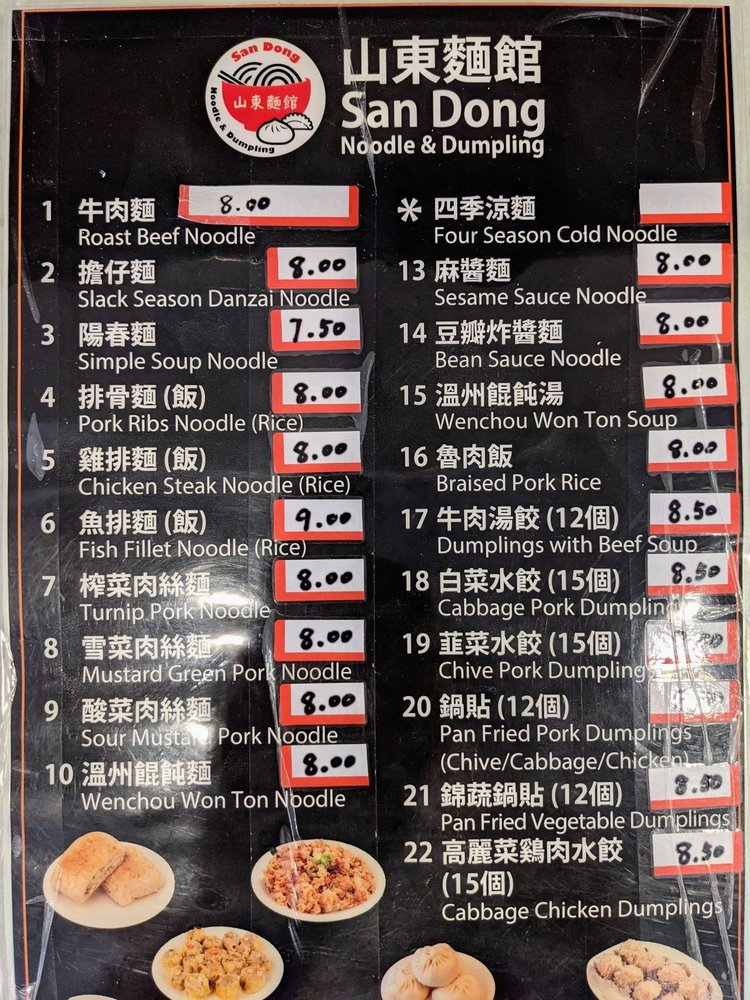 San Dong
山東麵館
Noodle & Dumpling
山東麵館
San Dong
Noodle & Dumpling
1 牛肉麵 8.00
Roast Beef Noodle
2 擔仔麵 8.00
Slack Season Danzai Noodle
3 陽春麵 7.50
Simple Soup Noodle
4 排骨麵 (飯) 8.00
Pork Ribs Noodle (Rice)
5 雞排麵 (飯) 8.00
Chicken Steak Noodle (Rice)
6 魚排麵 (飯) 9.00
Fish Fillet Noodle (Rice)
7 榨菜肉絲麵 8.00
Turnip Pork Noodle
8 雪菜肉絲麵 8.00
Mustard Green Pork Noodle
9 酸菜肉絲麵 8.00
Sour Mustard Pork Noodle
10 溫州餛飩麵 8.00
Wenchou Won Ton Noodle
* 四季涼麵
Four Season Cold Noodle
13 麻醬麵 8.00
Sesame Sauce Noodle
14 豆瓣炸醬麵 8.00
Bean Sauce Noodle
15 溫州餛飩湯 8.00
Wenchou Won Ton Soup
16 魯肉飯 8.00
Braised Pork Rice
17 牛肉湯餃 (12個) 8.50
Dumplings with Beef Soup
18 白菜水餃 (15個) 8.50
Cabbage Pork Dumplings
19 韮菜水餃 (15個)
Chive Pork Dumplings
20 鍋貼 (12個)
Pan Fried Pork Dumplings
(Chive/Cabbage/Chicken)
21 錦蔬鍋貼 (12個) 8.50
Pan Fried Vegetable Dumplings
22 高麗菜鷄肉水餃 8.50
(15個)
Cabbage Chicken Dumplings